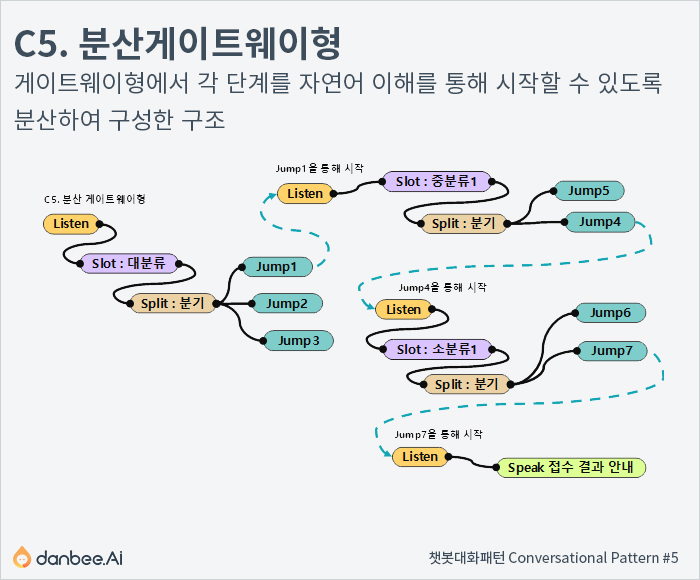 C5. 분산게이트웨이형
게이트웨이형에서 각 단계를 자연어 이해를 통해 시작할 수 있도록
분산하여 구성한 구조
C5. 분산 게이트웨이형
Listen
Slot : 대분류
Split : 분기
Jump1
Jump2
Jump3
Jump1을 통해 시작
Listen
Slot : 중분류1
Split : 분기
Jump5
Jump4
Jump4을 통해 시작
Listen
Slot : 소분류1
Split : 분기
Jump6
Jump7
Jump7을 통해 시작
Listen
Speak 접수 결과 안내
danbee.Ai
챗봇대화패턴 Conversational Pattern #5